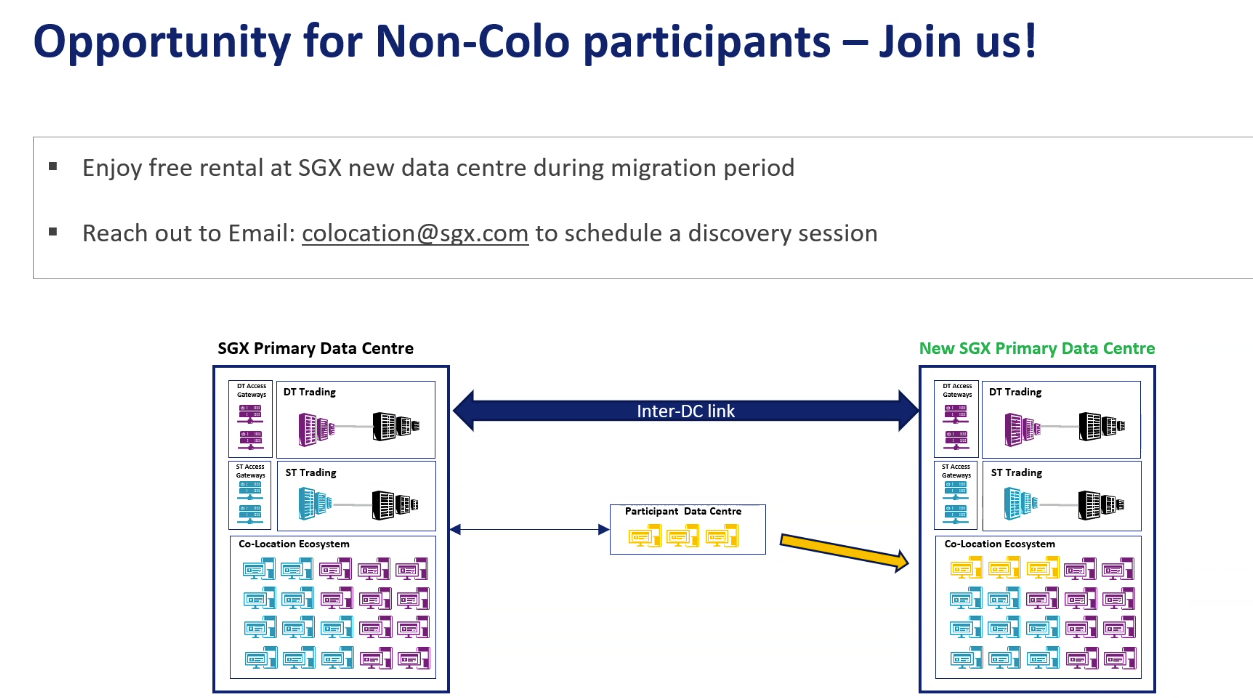 Opportunity for Non-Colo participants – Join us!
▪ Enjoy free rental at SGX new data centre during migration period
▪ Reach out to Email: colocation@sgx.com to schedule a discovery session
SGX Primary Data Centre
DT Access
Gateways
DT Trading
ST Access
Gateways
ST Trading
Co-Location Ecosystem
Inter-DC link
Participant Data Centre
New SGX Primary Data Centre
DT Access
Gateways
DT Trading
ST Access
Gateways
ST Trading
Co-Location Ecosystem